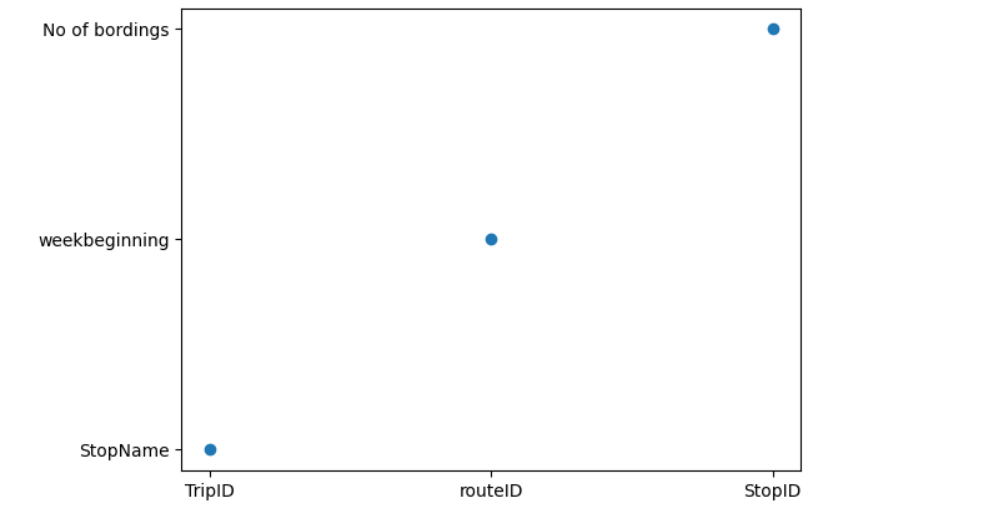 No of bordings
weekbeginning
StopName
TripID routeID StopID